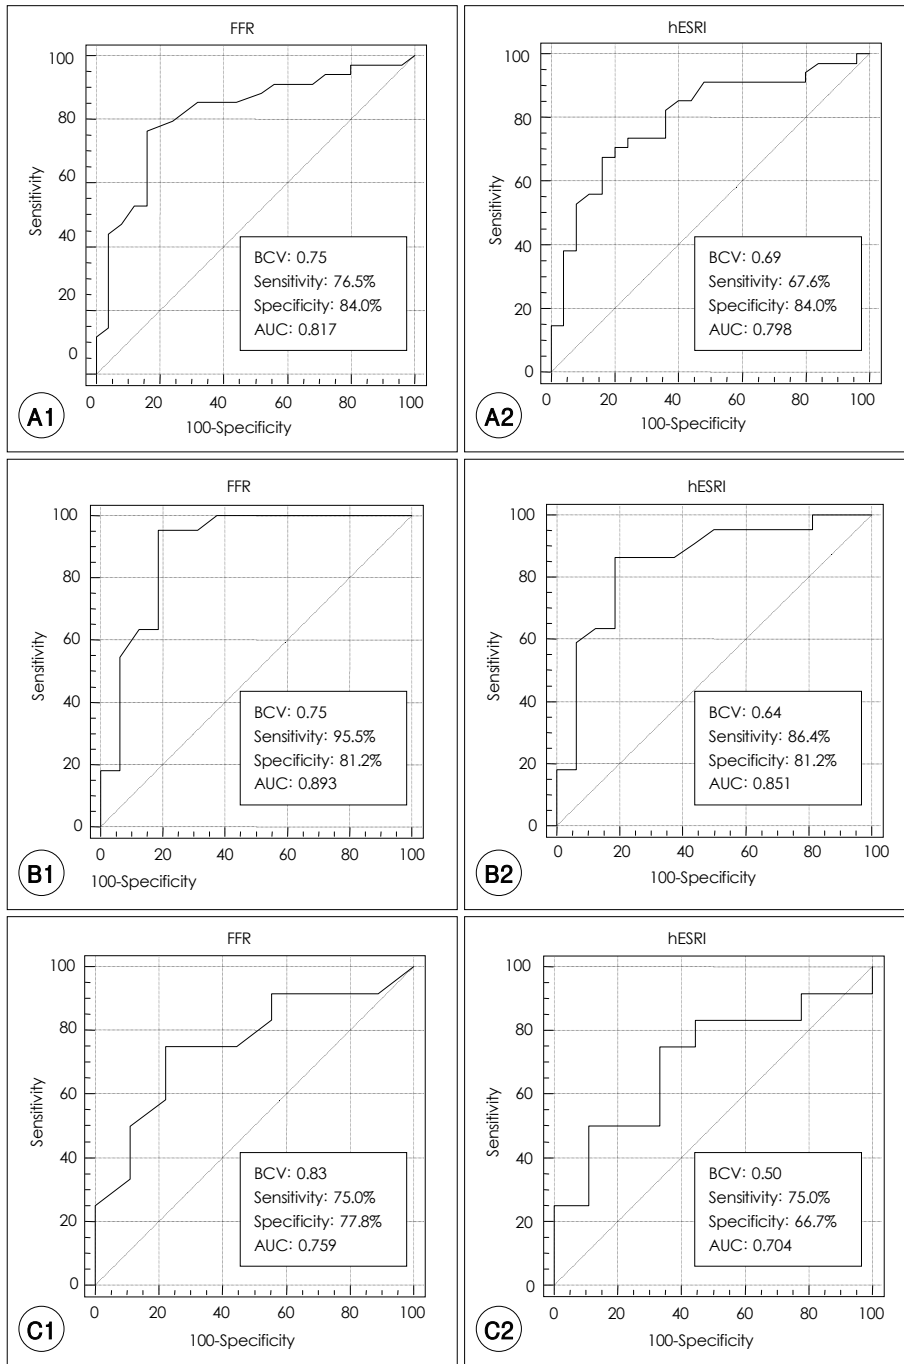 FFR
100
80
60
40
20
0
Sensitivity
BCV: 0.75
Sensitivity: 76.5%
Specificity: 84.0%
AUC: 0.817
0 20 40 60 80 100
100-Specificity
A1
hESRI
100
80
60
40
20
0
Sensitivity
BCV: 0.69
Sensitivity: 67.6%
Specificity: 84.0%
AUC: 0.798
0 20 40 60 80 100
100-Specificity
A2
FFR
100
80
60
40
20
0
Sensitivity
BCV: 0.75
Sensitivity: 95.5%
Specificity: 81.2%
AUC: 0.893
0 20 40 60 80 100
100-Specificity
B1
hESRI
100
80
60
40
20
0
Sensitivity
BCV: 0.64
Sensitivity: 86.4%
Specificity: 81.2%
AUC: 0.851
0 20 40 60 80 100
100-Specificity
B2
FFR
100
80
60
40
20
0
Sensitivity
BCV: 0.83
Sensitivity: 75.0%
Specificity: 77.8%
AUC: 0.759
0 20 40 60 80 100
100-Specificity
C1
hESRI
100
80
60
40
20
0
Sensitivity
BCV: 0.50
Sensitivity: 75.0%
Specificity: 66.7%
AUC: 0.704
0 20 40 60 80 100
100-Specificity
C2